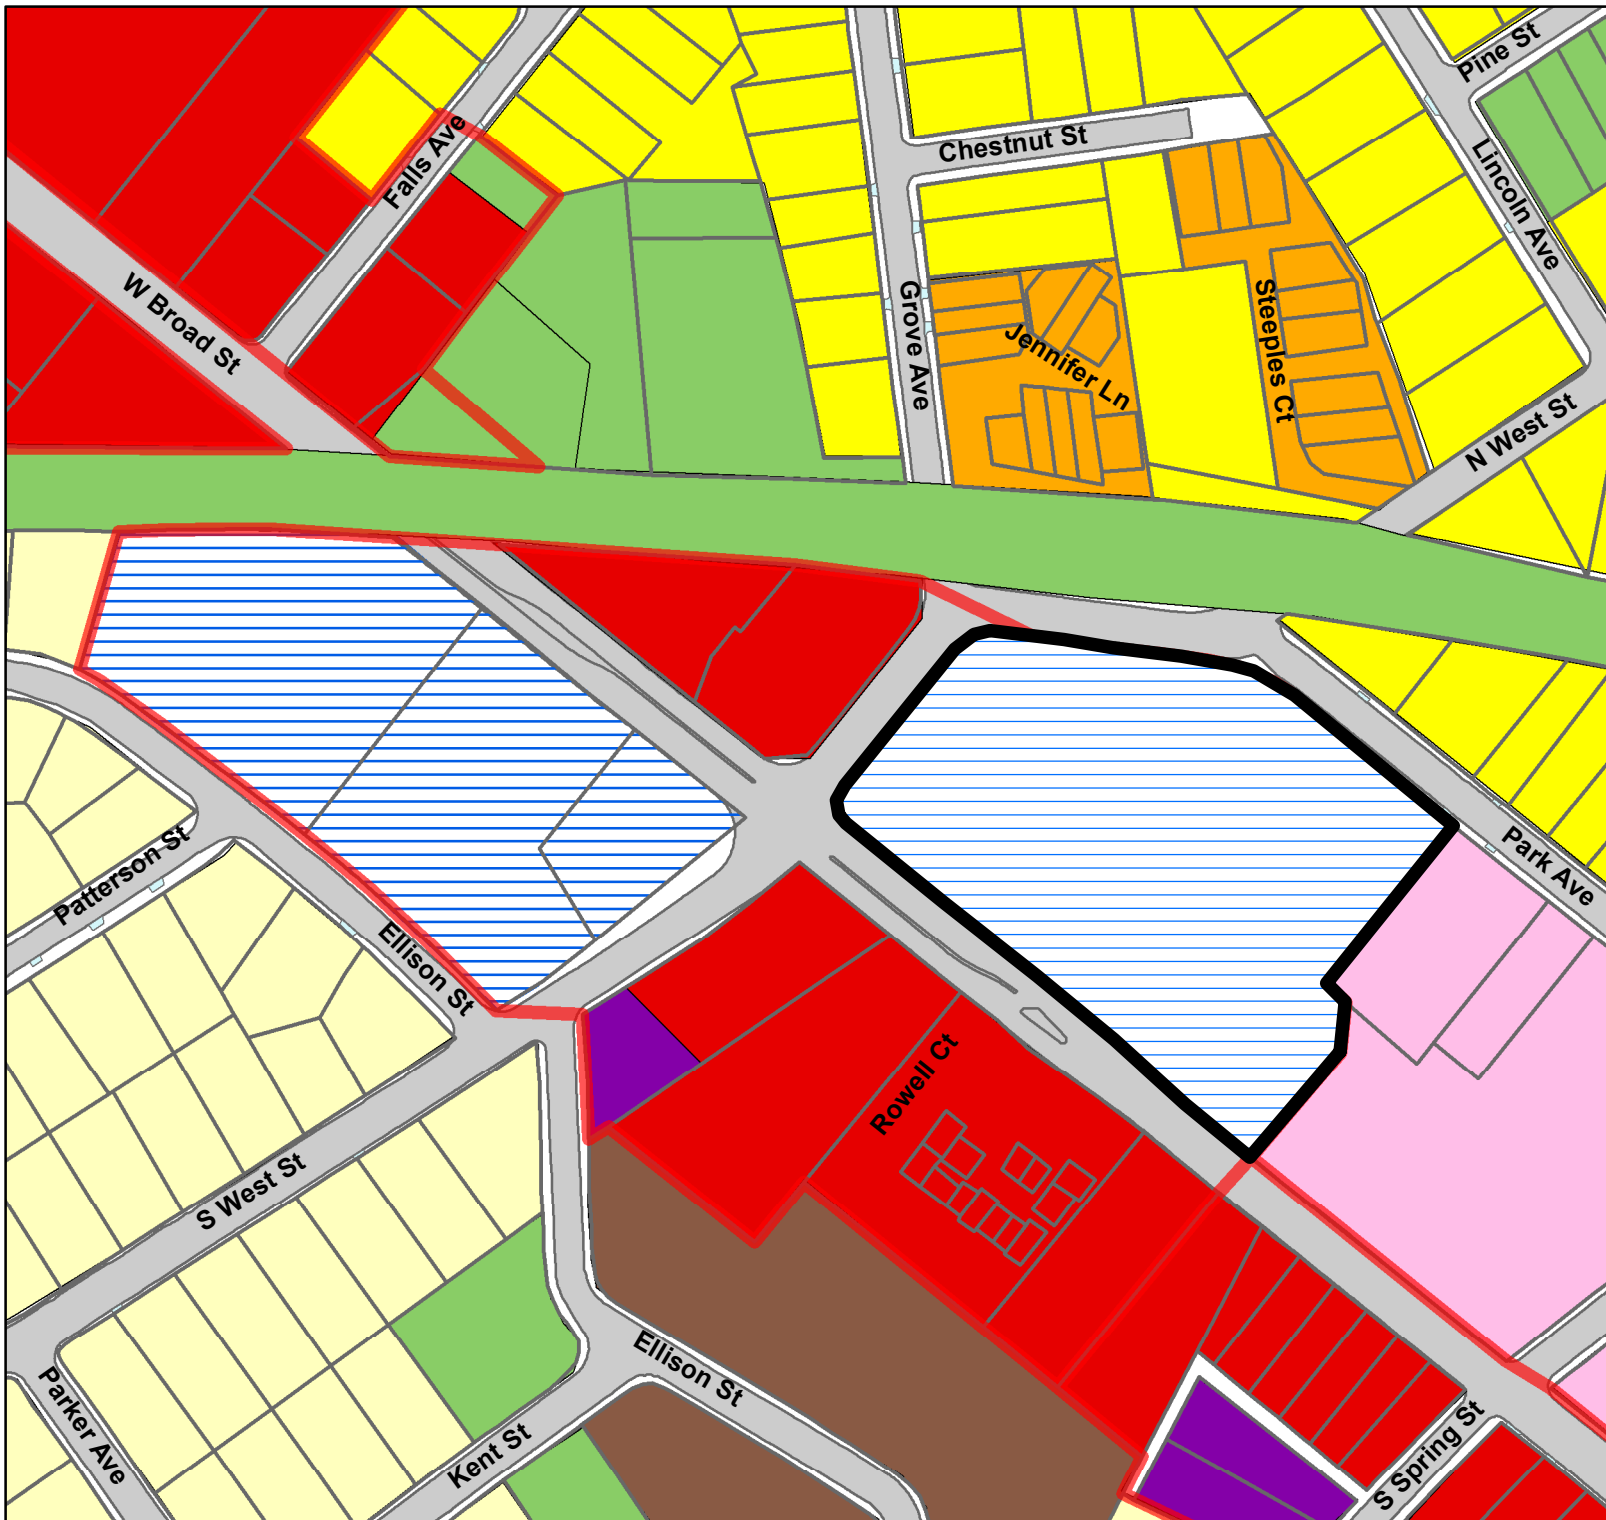 Pine St
Falls Ave
Chestnut St
Lincoln Ave
W Broad St
Grove Ave
Jennifer Ln
Steeples Ct
N West St
Patterson St
Park Ave
Ellison St
Rowell Ct
S West St
Ellison St
Parker Ave
Kent St
S Spring St